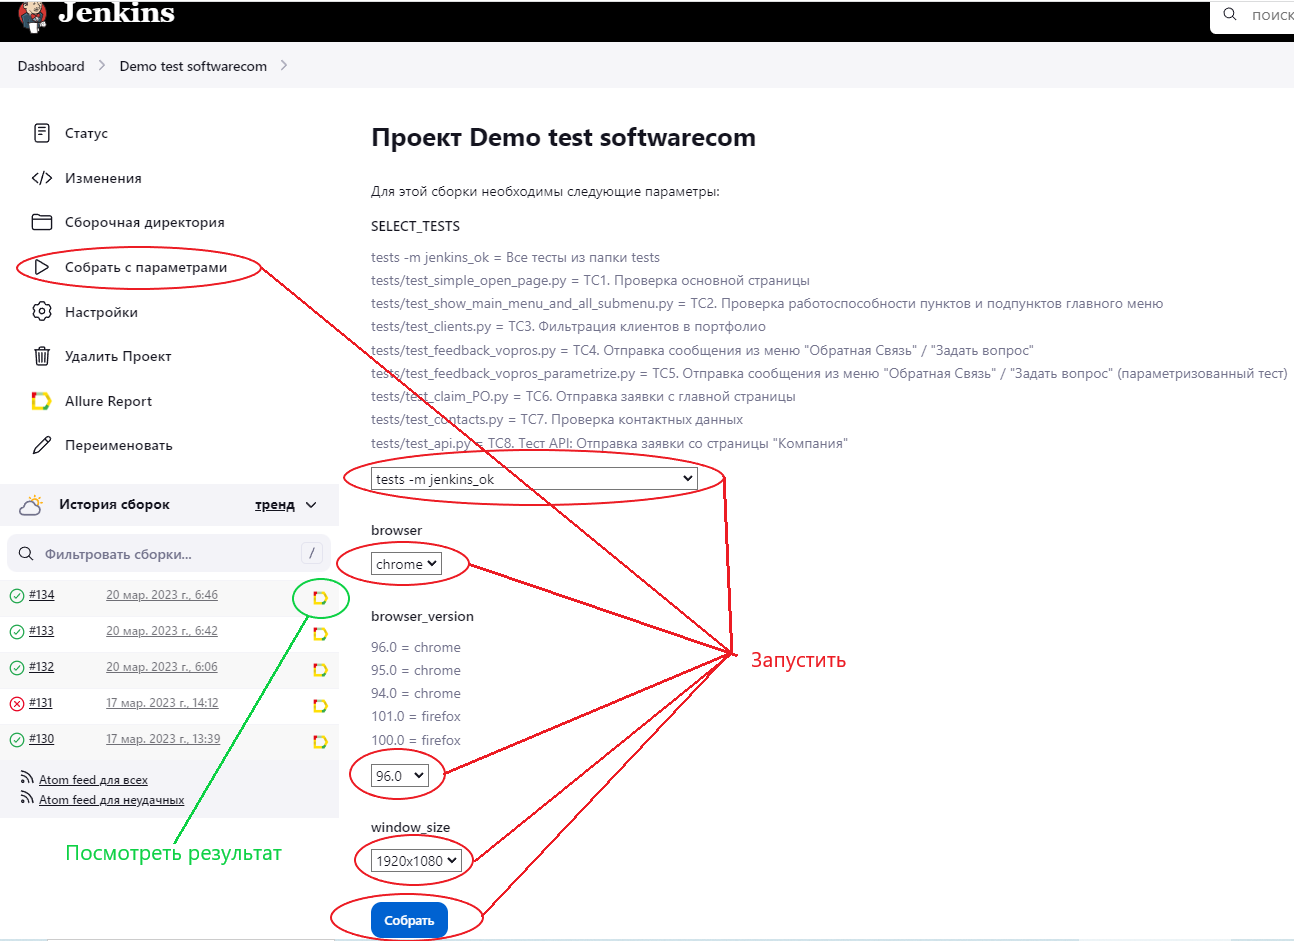 Jenkins
поиск
Dashboard
Demo test softwarecom
Статус
Изменения
Сборочная директория
Собрать с параметрами
Настройки
Удалить Проект
Allure Report
Переименовать
История сборок
тренд
Фильтровать сборки...
/
#134 20 мар. 2023 г., 6:46
#133 20 мар. 2023 г., 6:42
#132 20 мар. 2023 г., 6:06
#131 17 мар. 2023 г., 14:12
#130 17 мар. 2023 г., 13:39
Atom feed для всех
Atom feed для неудачных
Посмотреть результат
Проект Demo test softwarecom
Для этой сборки необходимы следующие параметры:
SELECT_TESTS
tests -m jenkins_ok = Все тесты из папки tests
tests/test_simple_open_page.py = TC1. Проверка основной страницы
tests/test_show_main_menu_and_all_submenu.py = TC2. Проверка работоспособности пунктов и подпунктов главного меню
tests/test_clients.py = TC3. Фильтрация клиентов в портфолио
tests/test_feedback_vopros.py = TC4. Отправка сообщения из меню "Обратная Связь" / "Задать вопрос"
tests/test_feedback_vopros_parametrize.py = TC5. Отправка сообщения из меню "Обратная Связь" / "Задать вопрос" (параметризованный тест)
tests/test_claim_PO.py = TC6. Отправка заявки с главной страницы
tests/test_contacts.py = TC7. Проверка контактных данных
tests/test_api.py = TC8. Тест API: Отправка заявки со страницы "Компания"
tests -m jenkins_ok
browser
chrome
browser_version
96.0 = chrome
95.0 = chrome
94.0 = chrome
101.0 = firefox
100.0 = firefox
96.0
window_size
1920x1080
Собрать
Запустить